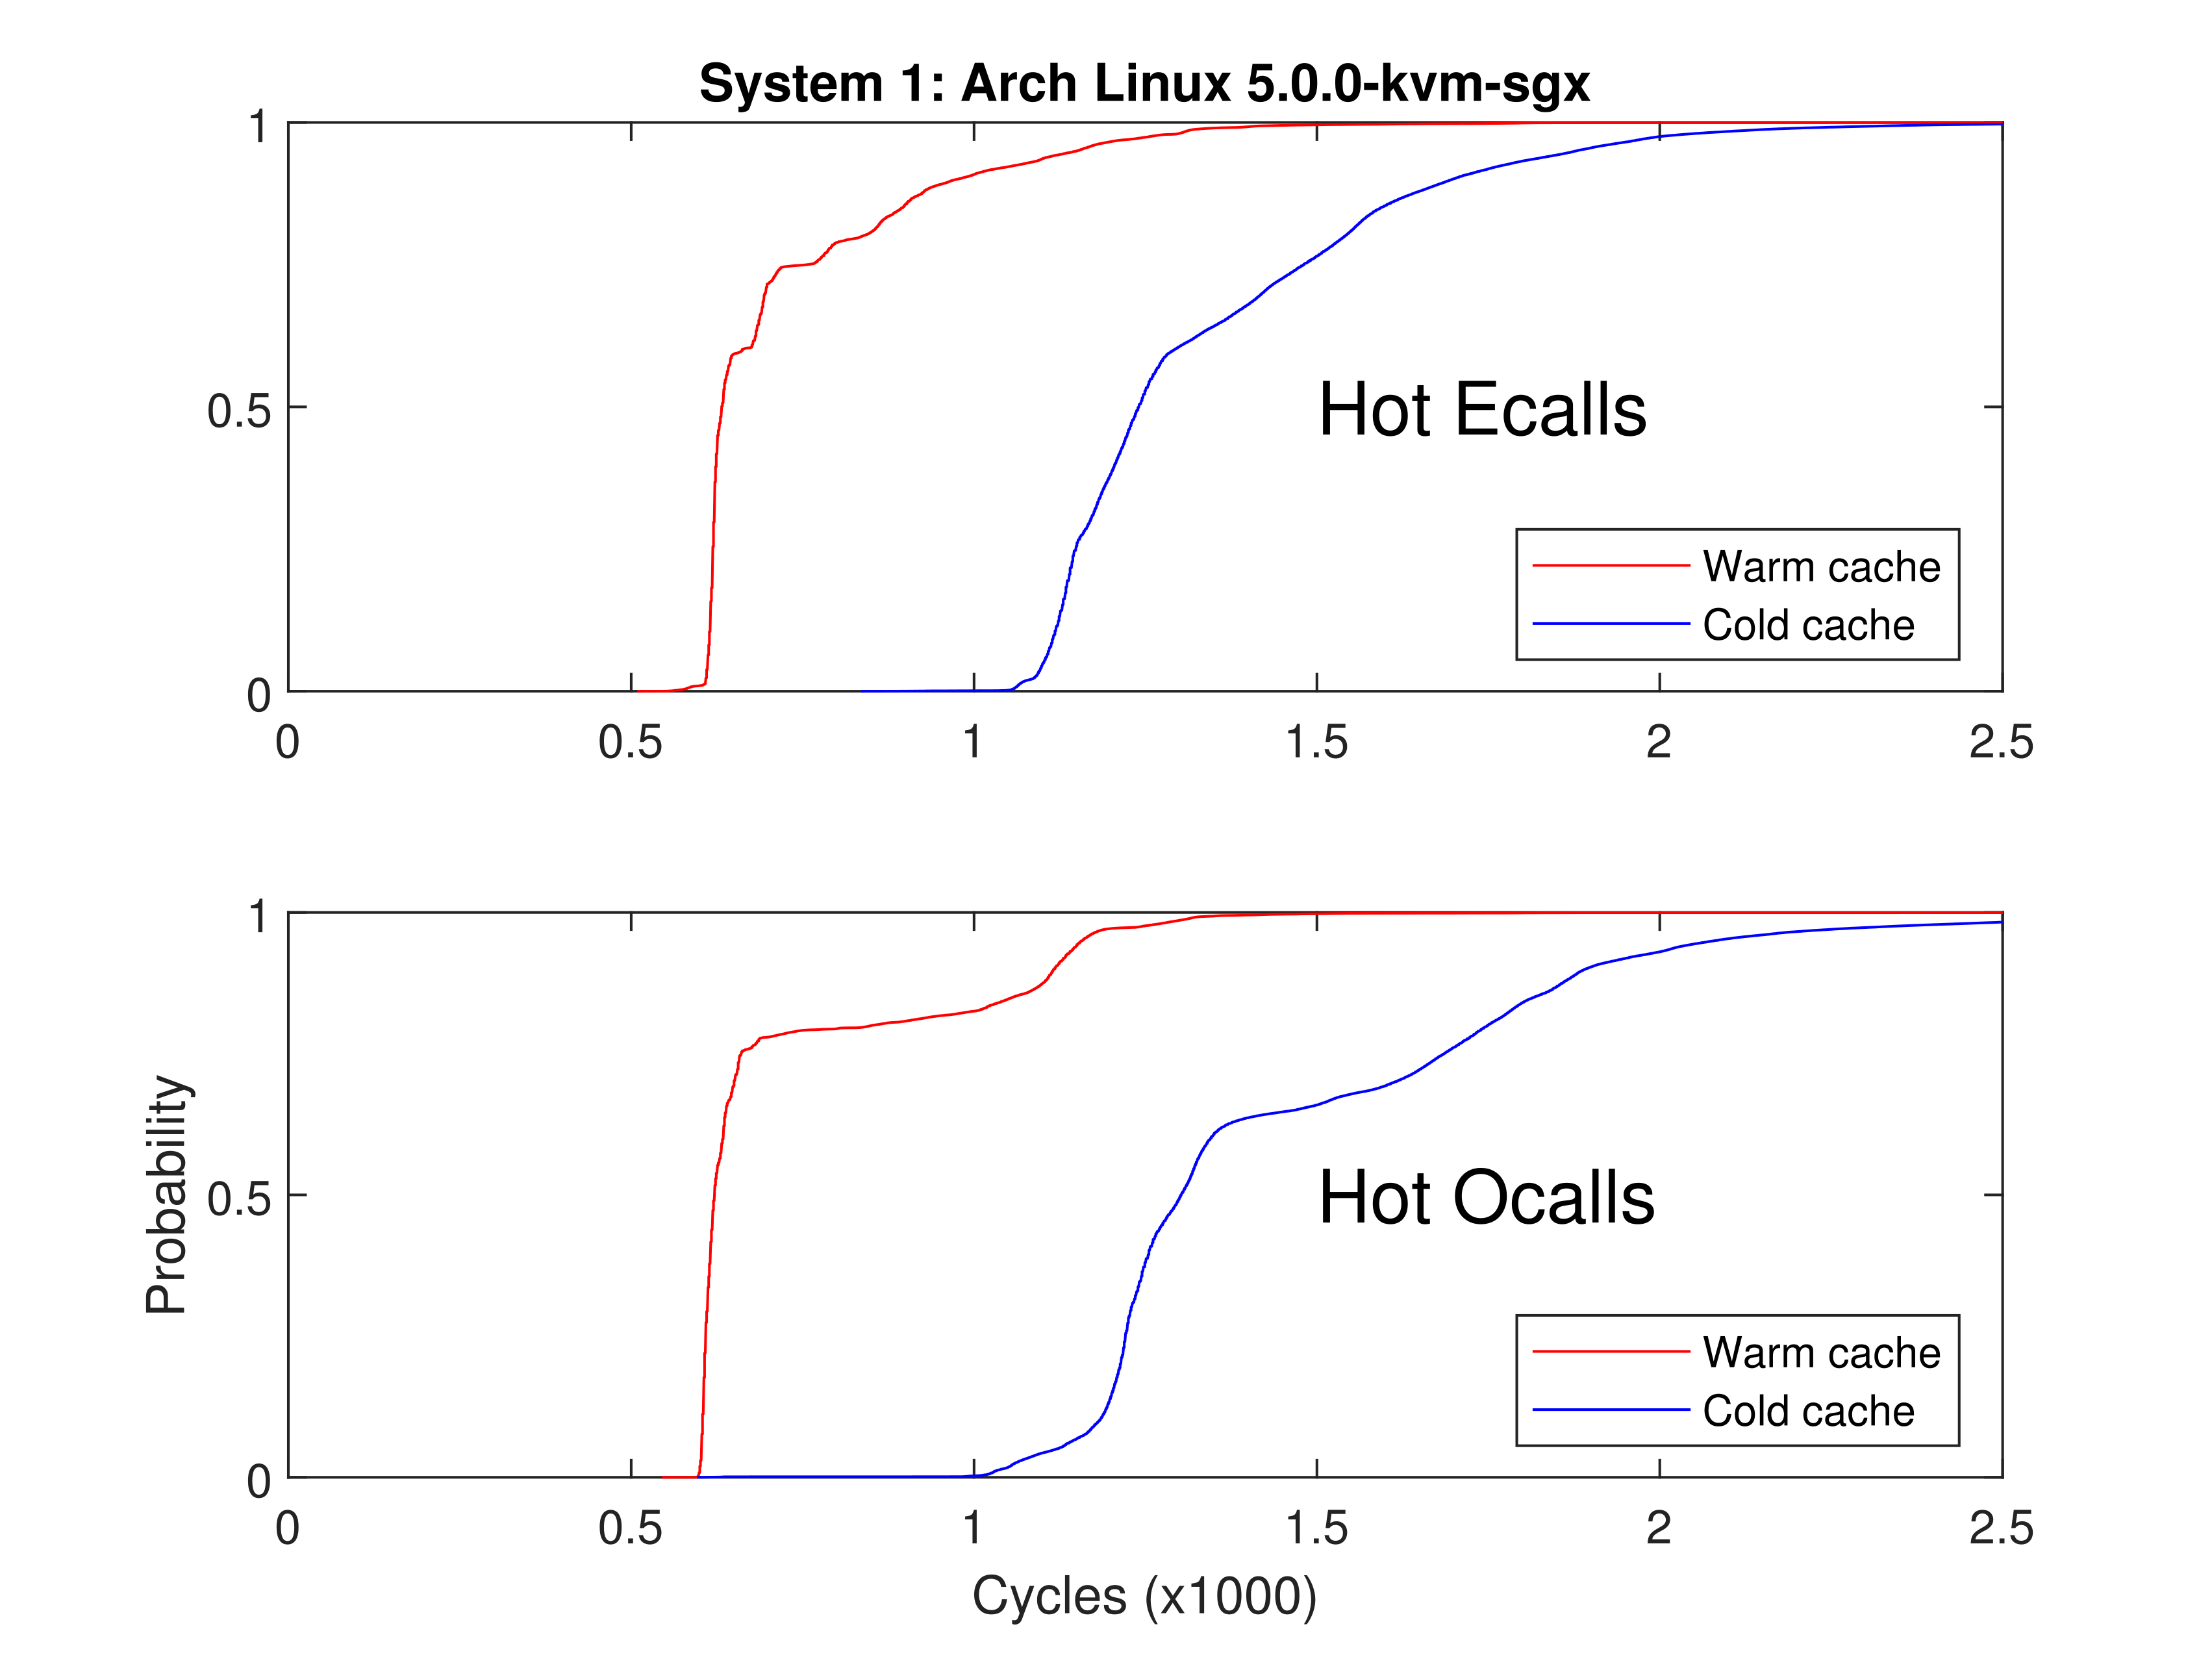 System 1: Arch Linux 5.0.0-kvm-sgx
1
0.5
0
Hot Ecalls
Warm cache
Cold cache
0 0.5 1 1.5 2 2.5
1
0.5
0
Probability
Hot Ocalls
Warm cache
Cold cache
0 0.5 1 1.5 2 2.5
Cycles (x1000)